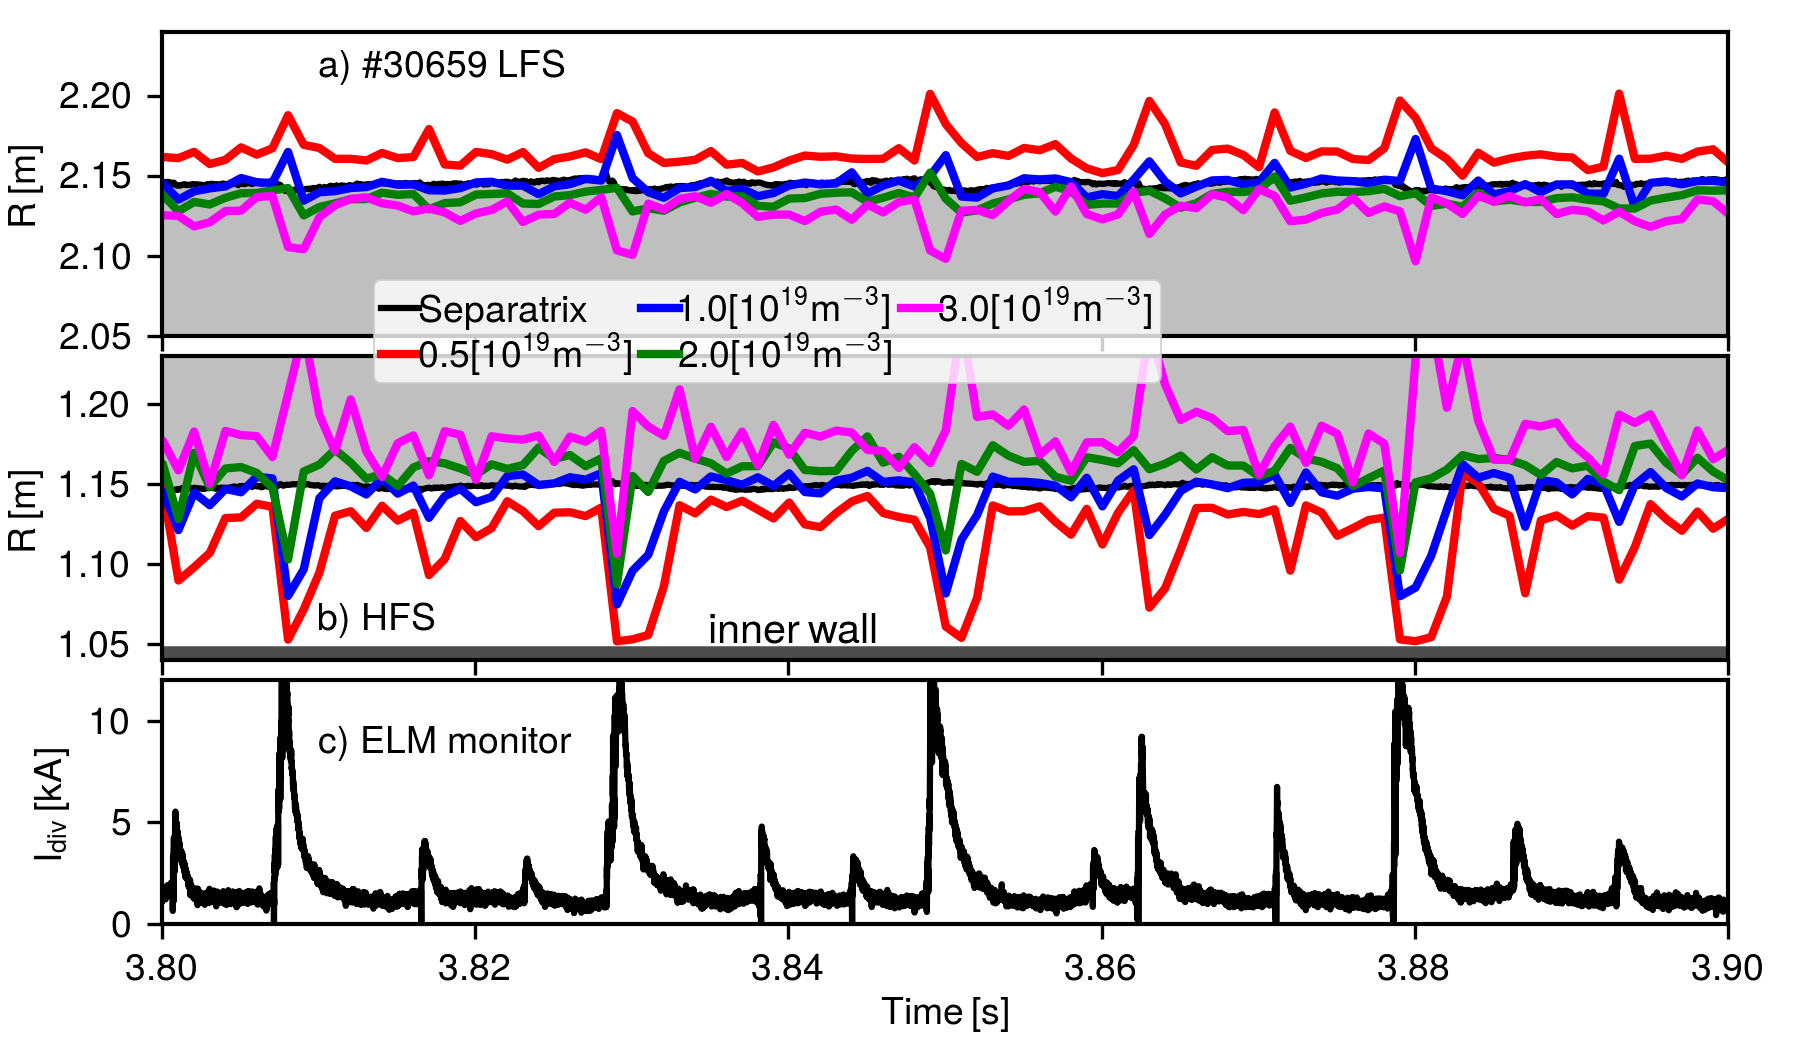 a) #30659 LFS
2.20
2.15
2.10
2.05
R [m]
Separatrix
1.0[10^{19}m^{−3}]
3.0[10^{19}m^{−3}]
0.5[10^{19}m^{−3}]
2.0[10^{19}m^{−3}]
1.20
1.15
1.10
1.05
R [m]
b) HFS
inner wall
c) ELM monitor
10
5
0
I_{div} [kA]
3.80
3.82
3.84
3.86
3.88
3.90
Time [s]